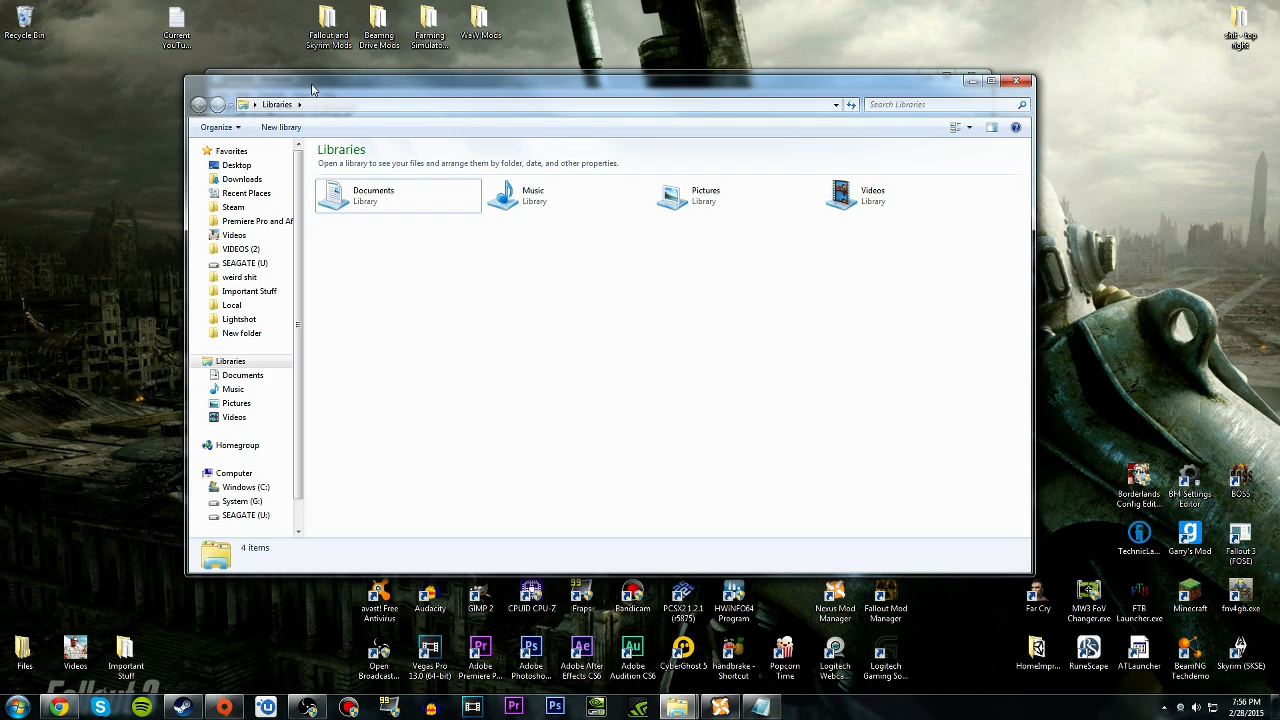 Recycle Bin
Current YouTu...
Fallout and Skyrim Mods
Beamng Drive Mods
Farming Simulato...
WaW Mods
shit - top right
Libraries
Search Libraries
Organize
New library
Favorites
Desktop
Downloads
Recent Places
Steam
Premiere Pro and Af
Videos
VIDEOS (2)
SEAGATE (U)
weird shit
Important Stuff
Local
Lightshot
New folder
Libraries
Documents
Music
Pictures
Videos
Homegroup
Computer
Windows (C:)
System (G:)
SEAGATE (U:)
Libraries
Open a library to see your files and arrange them by folder, date, and other properties.
Documents
Library
Music
Library
Pictures
Library
Videos
Library
4 items
Borderlands Config Edit...
BF4 Settings Editor
BOSS
TechnicLa...
Garry's Mod
Fallout 3 (FOSE)
avast! Free Antivirus
Audacity
GIMP 2
CPUID CPU-Z
Fraps
Bandicam
PCSX2 1.2.1 (r5875)
HWiNFO64 Program
Nexus Mod Manager
Fallout Mod Manager
Far Cry
MW3 FoV Changer.exe
FTB Launcher.exe
Minecraft
fnv4gb.exe
Files
Videos
Important Stuff
Open Broadcast...
Vegas Pro 13.0 (64-bit)
Adobe Premiere P...
Adobe Photosho...
Adobe After Effects CS6
Adobe Audition CS6
CyberGhost 5
handbrake - Shortcut
Popcorn Time
Logitech Webca...
Logitech Gaming So...
HomeImpr...
RuneScape
ATLauncher
BeamNG Techdemo
Skyrim (SKSE)
7:56 PM
2/28/2015